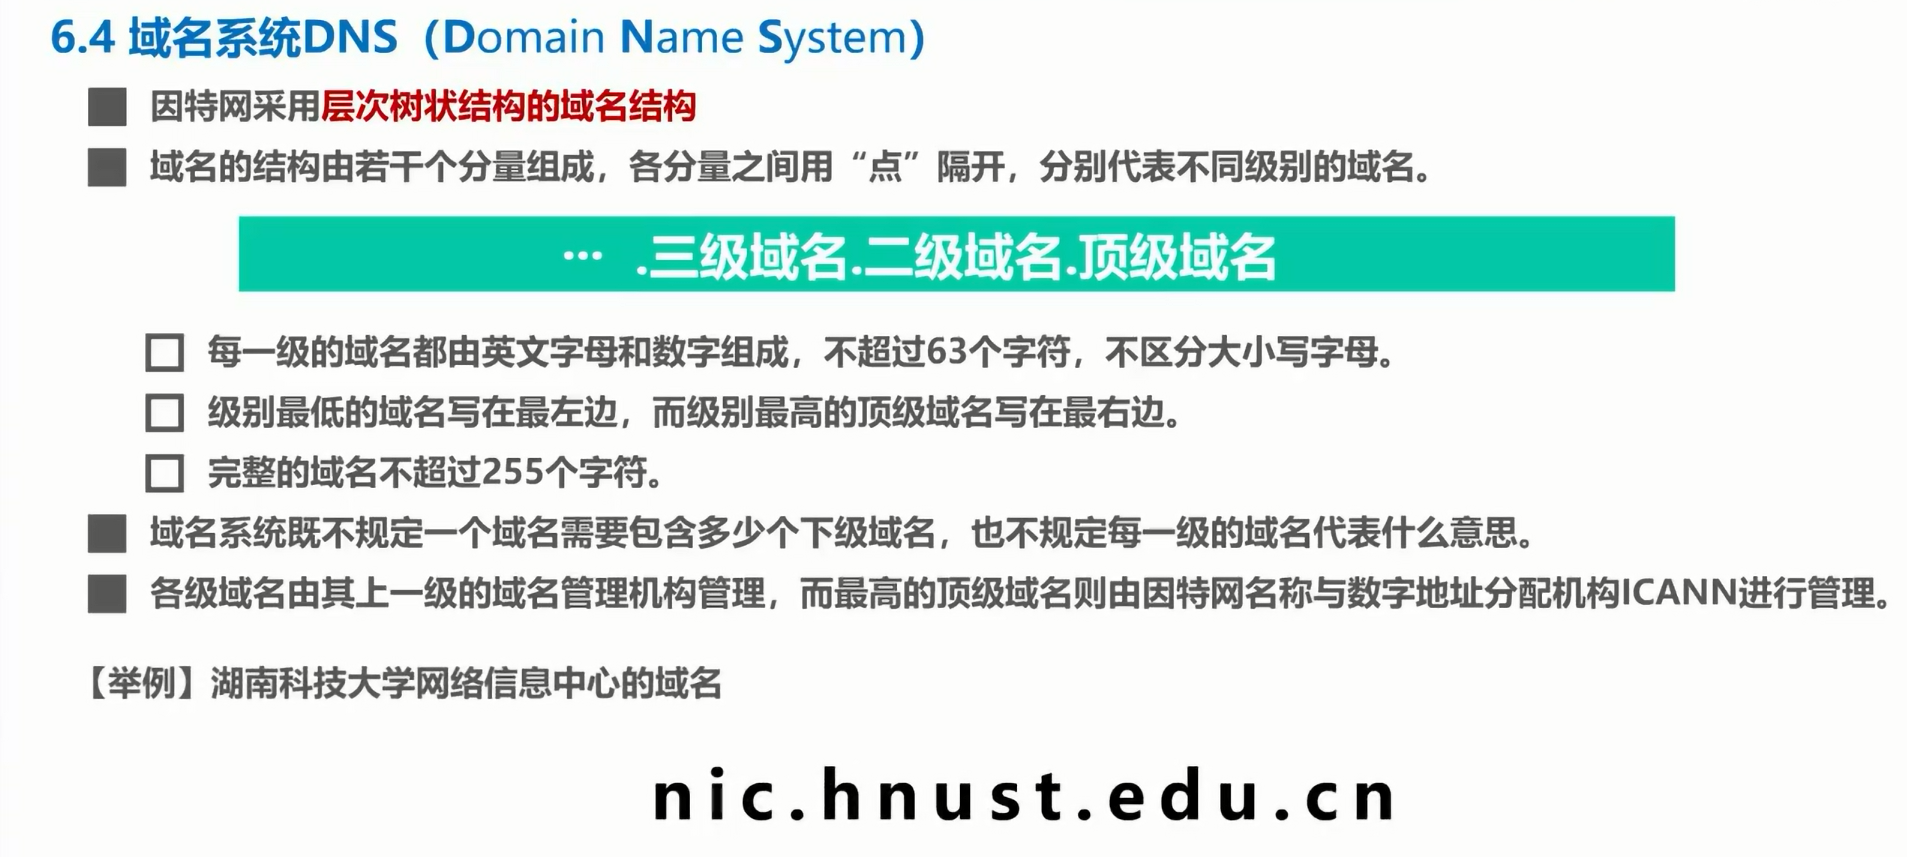 6.4 域名系统DNS（Domain Name System）
因特网采用层次树状结构的域名结构
域名的结构由若干个分量组成，各分量之间用“点”隔开，分别代表不同级别的域名。
… .三级域名.二级域名.顶级域名
每一级的域名都由英文字母和数字组成，不超过63个字符，不区分大小写字母。
级别最低的域名写在最左边，而级别最高的顶级域名写在最右边。
完整的域名不超过255个字符。
域名系统既不规定一个域名需要包含多少个下级域名，也不规定每一级的域名代表什么意思。
各级域名由其上一级的域名管理机构管理，而最高的顶级域名则由因特网名称与数字地址分配机构ICANN进行管理。
【举例】湖南科技大学网络信息中心的域名
nic.hnust.edu.cn